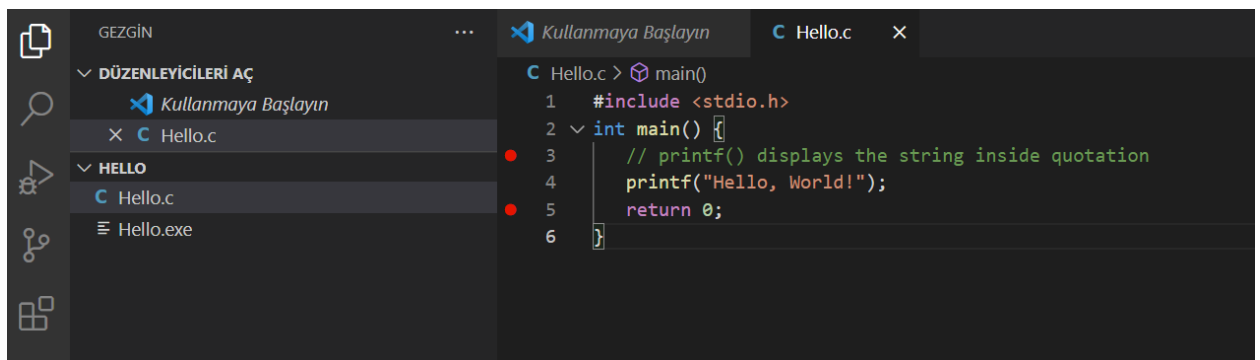 GEZGİN ...
DÜZENLEYİCİLERİ AÇ
Kullanmaya Başlayın
C Hello.c
HELLO
C Hello.c
Hello.exe
Kullanmaya Başlayın C Hello.c
C Hello.c > main()
1 #include <stdio.h>
2 int main() {
3 // printf() displays the string inside quotation
4 printf("Hello, World!");
5 return 0;
6 }